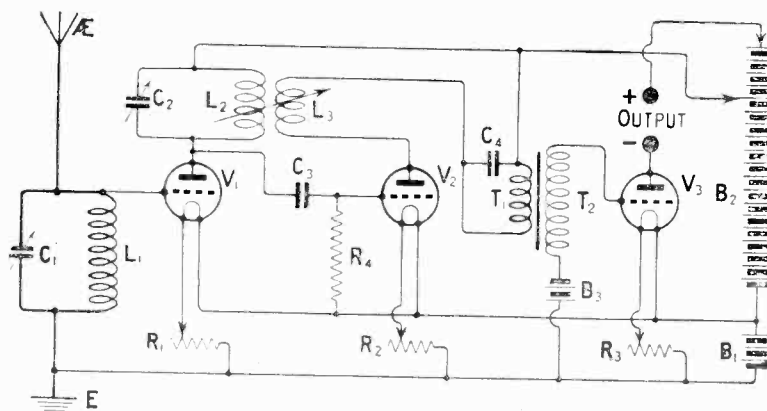 Æ
C₂
L₂
L₃
C₄
+
OUTPUT
−
V₁
C₃
V₂
T₁
T₂
V₃
B₂
C₁
L₁
R₄
B₃
R₁
R₂
R₃
B₁
E